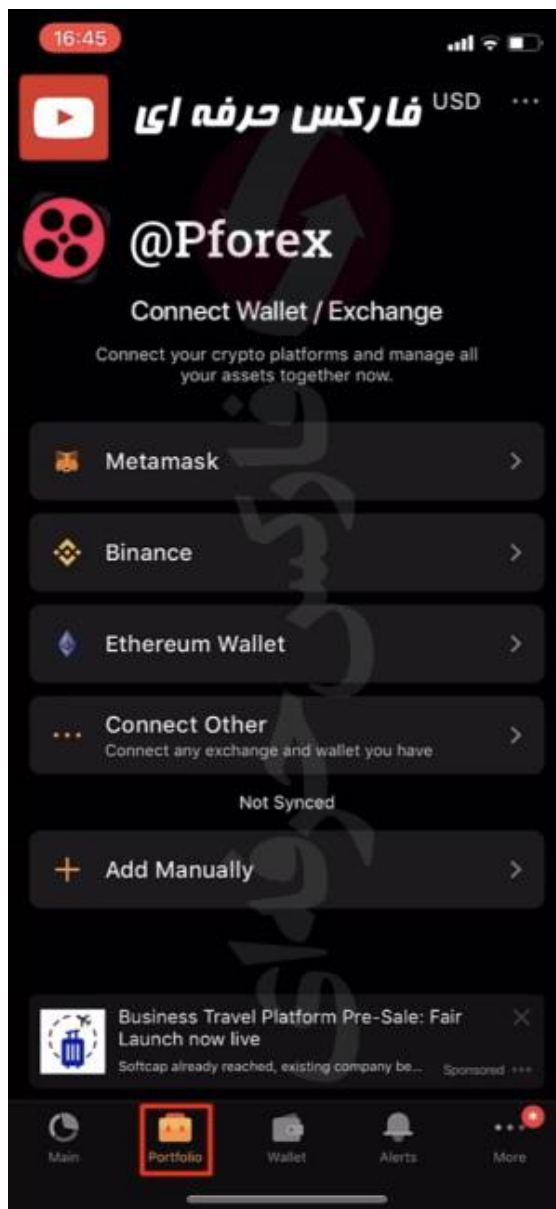 16:45
فارکس حرفه ای
USD
@Pforex
Connect Wallet / Exchange
Connect your crypto platforms and manage all
your assets together now.
Metamask
Binance
Ethereum Wallet
Connect Other
Connect any exchange and wallet you have
Not Synced
Add Manually
Business Travel Platform Pre-Sale: Fair
Launch now live
Softcap already reached, existing company be...
Sponsored
Main
Portfolio
Wallet
Alerts
More
فارکس حرفه‌ای